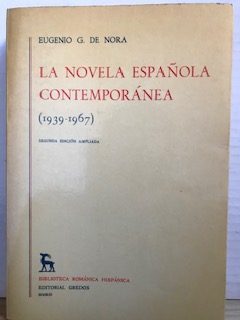 EUGENIO G. DE NORA
LA NOVELA ESPAÑOLA
CONTEMPORÁNEA
(1939-1967)
SEGUNDA EDICIÓN AMPLIADA
BIBLIOTECA ROMÁNICA HISPÁNICA
EDITORIAL GREDOS
MADRID